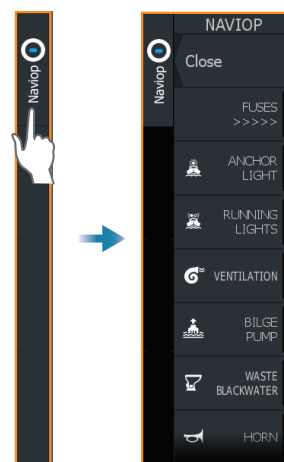 Naviop
Naviop
NAVIOP
Close
FUSES
>>>>>
ANCHOR
LIGHT
RUNNING
LIGHTS
VENTILATION
BILGE
PUMP
WASTE
BLACKWATER
HORN